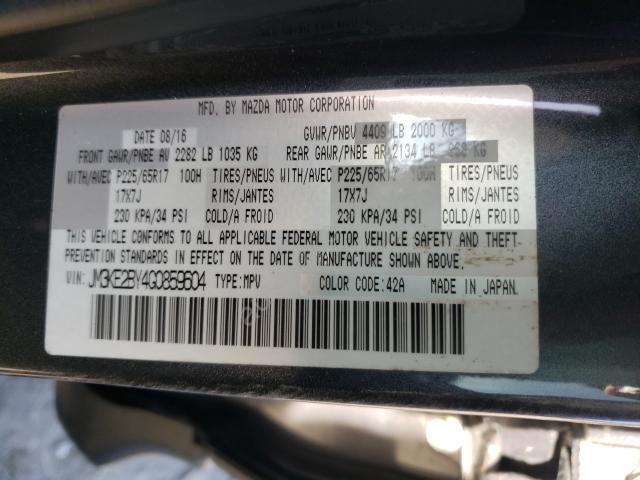 MFD. BY MAZDA MOTOR CORPORATION
DATE 08/16 GVWR/PNBV 4409 LB 2000 KG
FRONT GAWR/PNBE AV 2282 LB 1035 KG REAR GAWR/PNBE AR 2134 LB 968 KG
WITH/AVEC P225/65R17 100H TIRES/PNEUS WITH/AVEC P225/65R17 100H TIRES/PNEUS
17X7J RIMS/JANTES 17X7J RIMS/JANTES
230 KPA/34 PSI COLD/A FROID 230 KPA/34 PSI COLD/A FROID
THIS VEHICLE CONFORMS TO ALL APPLICABLE FEDERAL MOTOR VEHICLE SAFETY AND THEFT-
PREVENTION STANDARDS IN EFFECT ON THE DATE OF MANUFACTURE SHOWN ABOVE.
VIN: JM3KE2BY4G0859604 TYPE: MPV COLOR CODE: 42A MADE IN JAPAN